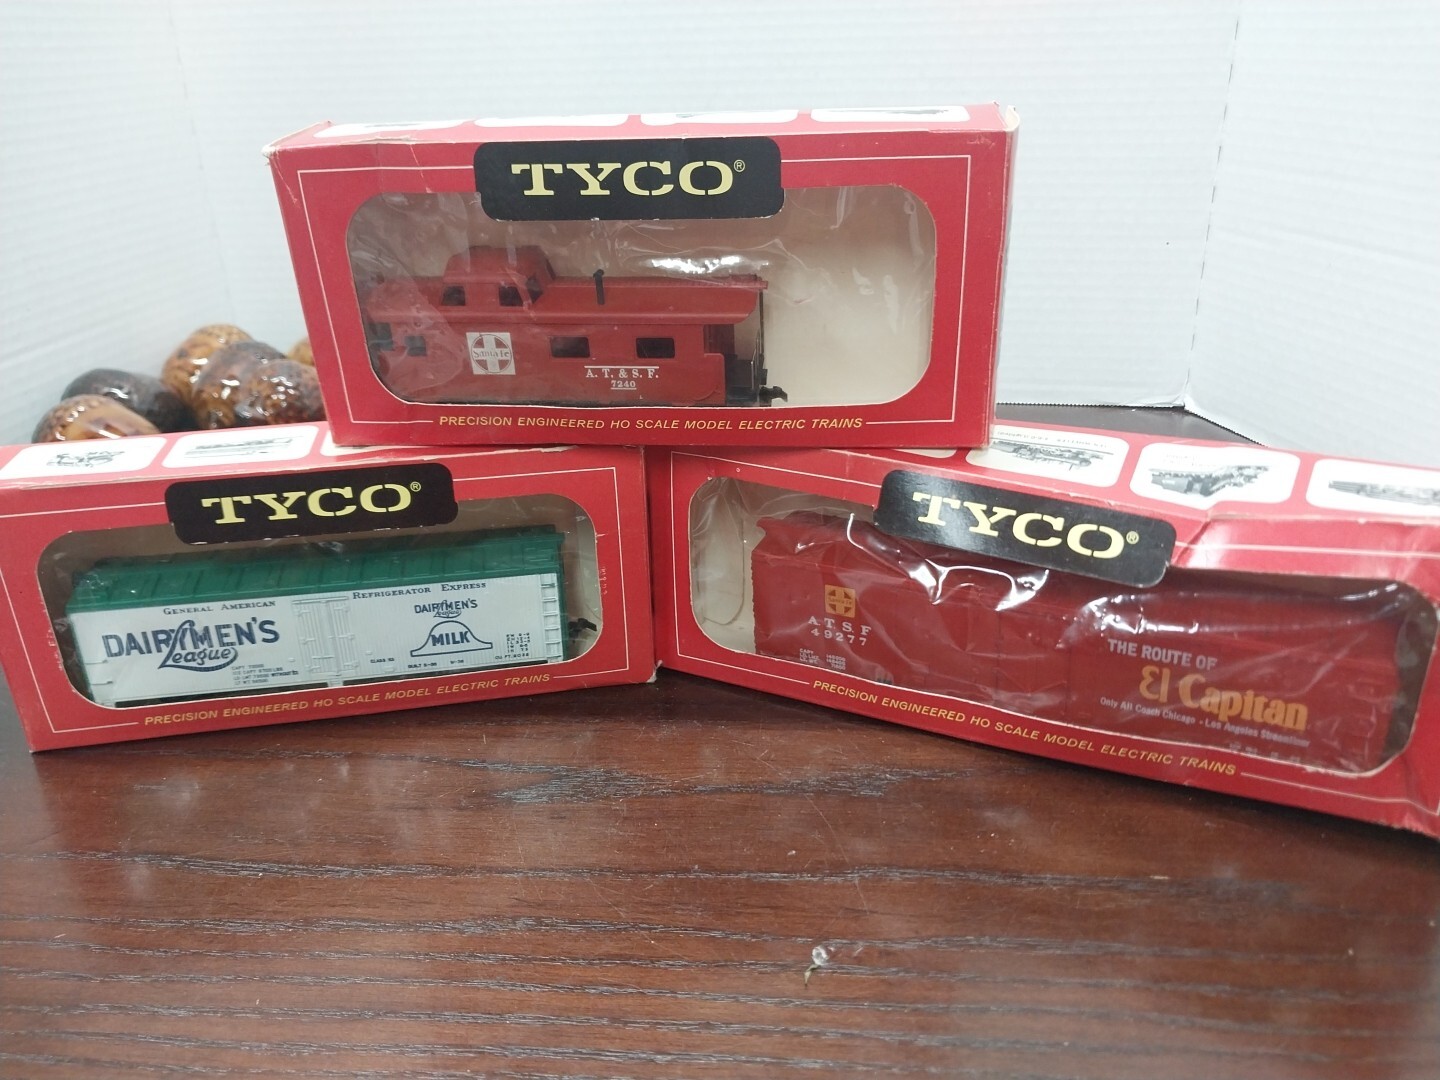 TYCO®
Santa Fe
A. T. & S. F.
7240
PRECISION ENGINEERED HO SCALE MODEL ELECTRIC TRAINS
TYCO®
GENERAL AMERICAN
REFRIGERATOR EXPRESS
DAIRYMEN'S
League
DAIRYMEN'S
League
MILK
PRECISION ENGINEERED HO SCALE MODEL ELECTRIC TRAINS
TYCO®
Santa Fe
A T S F
49277
THE ROUTE OF
El Capitan
Only All Coach Chicago - Los Angeles Streamliner
PRECISION ENGINEERED HO SCALE MODEL ELECTRIC TRAINS